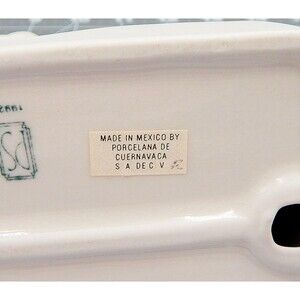 MADE IN MEXICO BY
PORCELANA DE
CUERNAVACA
S A DE C V